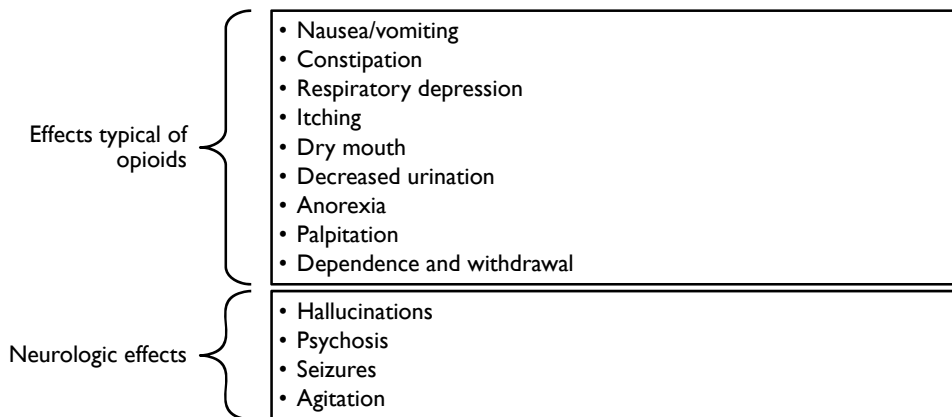 Effects typical of
opioids
• Nausea/vomiting
• Constipation
• Respiratory depression
• Itching
• Dry mouth
• Decreased urination
• Anorexia
• Palpitation
• Dependence and withdrawal
Neurologic effects
• Hallucinations
• Psychosis
• Seizures
• Agitation